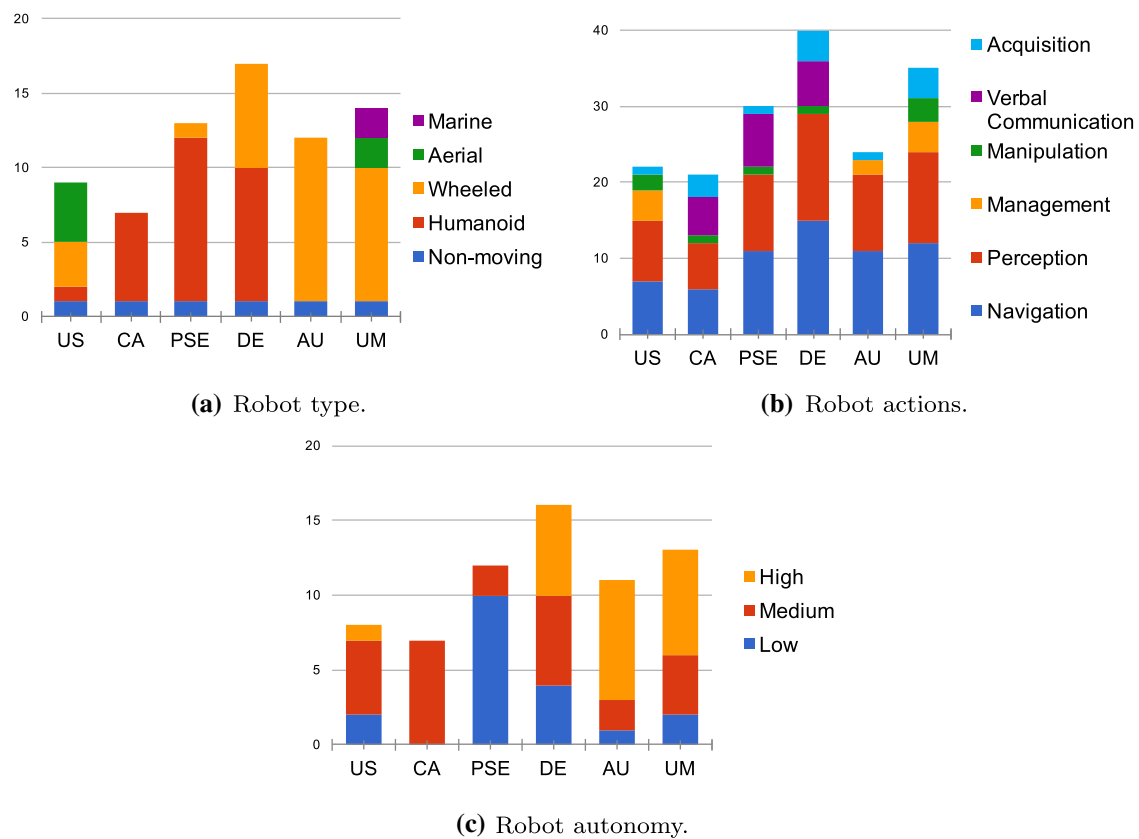 20
15
10
5
0
US CA PSE DE AU UM
Marine
Aerial
Wheeled
Humanoid
Non-moving
(a) Robot type.
40
30
20
10
0
US CA PSE DE AU UM
Acquisition
Verbal
Communication
Manipulation
Management
Perception
Navigation
(b) Robot actions.
20
15
10
5
0
US CA PSE DE AU UM
High
Medium
Low
(c) Robot autonomy.